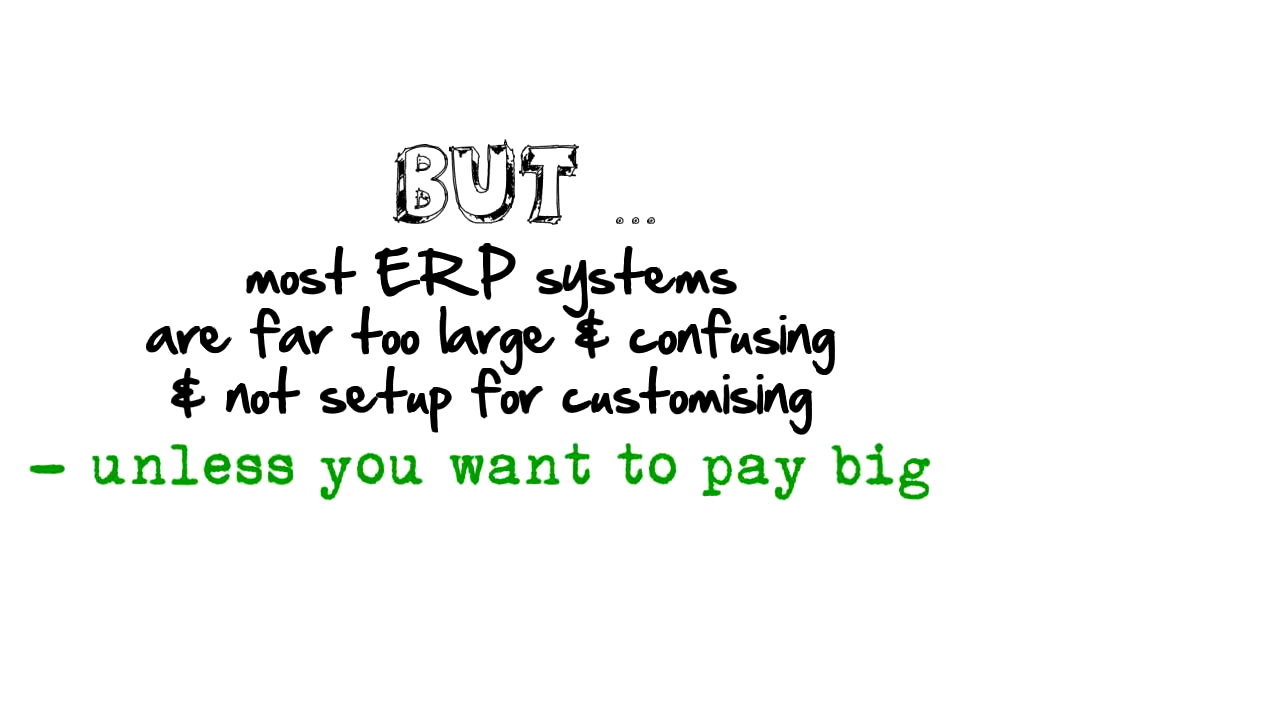 BUT ...
most ERP systems
are far too large & confusing
& not setup for customising
- unless you want to pay big